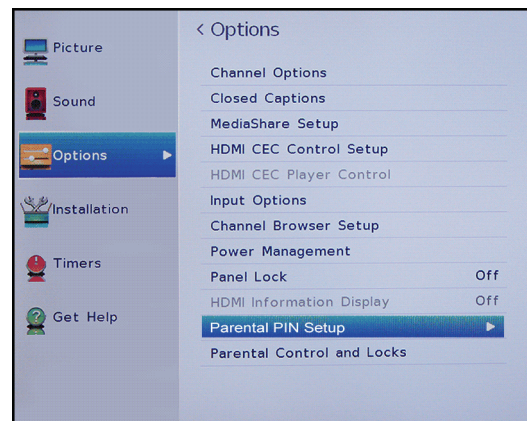 Picture
Sound
Options
Installation
Timers
Get Help
< Options
Channel Options
Closed Captions
MediaShare Setup
HDMI CEC Control Setup
HDMI CEC Player Control
Input Options
Channel Browser Setup
Power Management
Panel Lock Off
HDMI Information Display Off
Parental PIN Setup
Parental Control and Locks